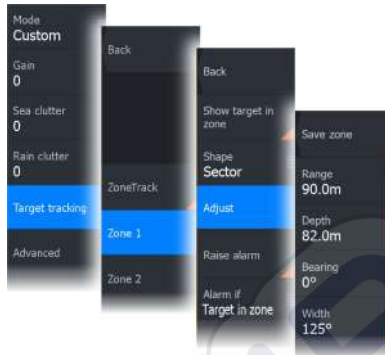 Mode
Custom
Gain
0
Sea clutter
0
Rain clutter
0
Target tracking
Advanced
Back
ZoneTrack
Zone 1
Zone 2
Back
Show target in
zone
Shape
Sector
Adjust
Raise alarm
Alarm if
Target in zone
Save zone
Range
90.0m
Depth
82.0m
Bearing
0°
Width
125°